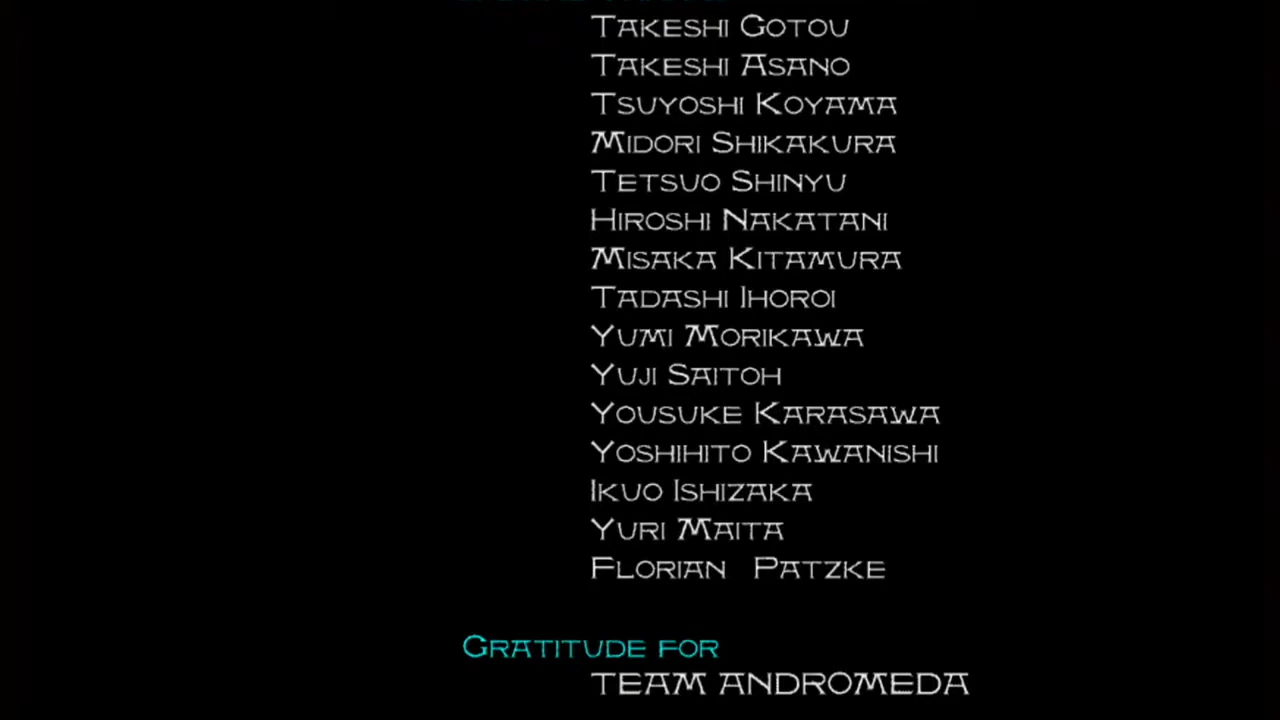 Takeshi Gotou
Takeshi Asano
Tsuyoshi Koyama
Midori Shikakura
Tetsuo Shinyu
Hiroshi Nakatani
Misaka Kitamura
Tadashi Ihoroi
Yumi Morikawa
Yuji Saitoh
Yousuke Karasawa
Yoshihito Kawanishi
Ikuo Ishizaka
Yuri Maita
Florian Patzke
Gratitude for
TEAM ANDROMEDA